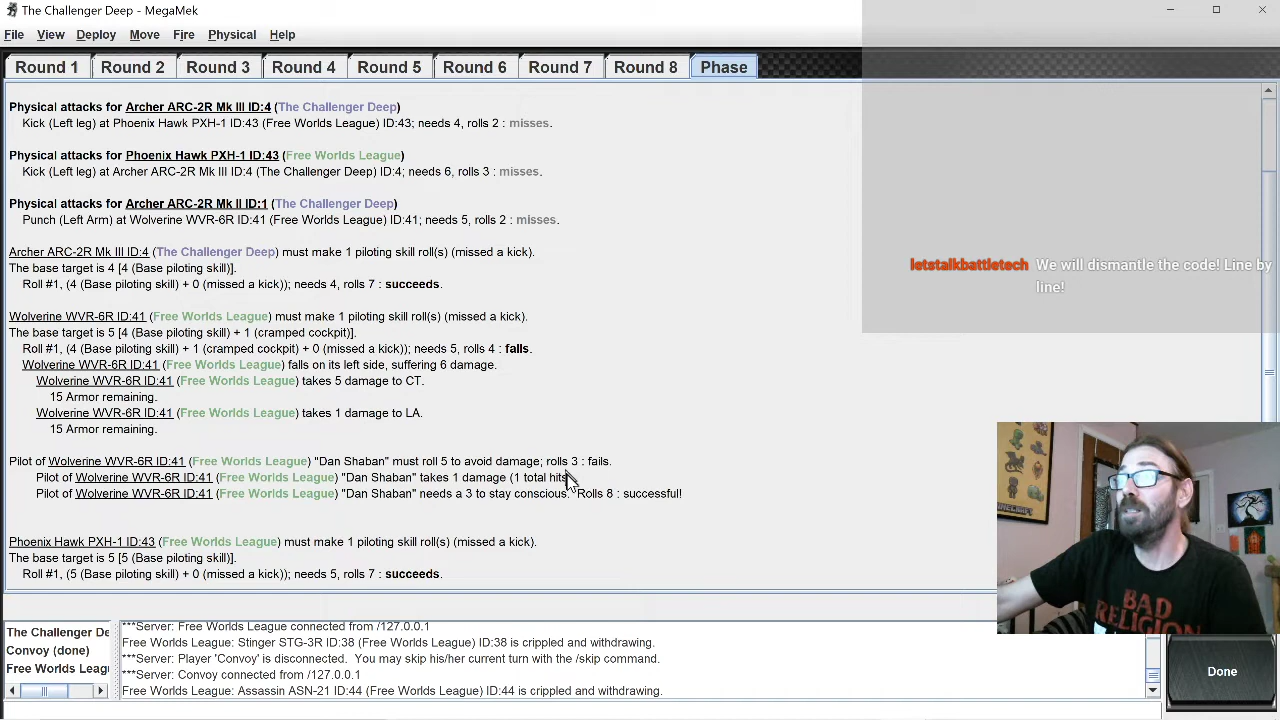 The Challenger Deep - MegaMek
File View Deploy Move Fire Physical Help
Round 1 Round 2 Round 3 Round 4 Round 5 Round 6 Round 7 Round 8 Phase
Physical attacks for Archer ARC-2R Mk III ID:4 (The Challenger Deep)
Kick (Left leg) at Phoenix Hawk PXH-1 ID:43 (Free Worlds League) ID:43; needs 4, rolls 2 : misses.
Physical attacks for Phoenix Hawk PXH-1 ID:43 (Free Worlds League)
Kick (Left leg) at Archer ARC-2R Mk III ID:4 (The Challenger Deep) ID:4; needs 6, rolls 3 : misses.
Physical attacks for Archer ARC-2R Mk II ID:1 (The Challenger Deep)
Punch (Left Arm) at Wolverine WVR-6R ID:41 (Free Worlds League) ID:41; needs 5, rolls 2 : misses.
Archer ARC-2R Mk III ID:4 (The Challenger Deep) must make 1 piloting skill roll(s) (missed a kick).
The base target is 4 [4 (Base piloting skill)].
Roll #1, (4 (Base piloting skill) + 0 (missed a kick)); needs 4, rolls 7 : succeeds.
Wolverine WVR-6R ID:41 (Free Worlds League) must make 1 piloting skill roll(s) (missed a kick).
The base target is 5 [4 (Base piloting skill) + 1 (cramped cockpit)].
Roll #1, (4 (Base piloting skill) + 1 (cramped cockpit) + 0 (missed a kick)); needs 5, rolls 4 : falls.
Wolverine WVR-6R ID:41 (Free Worlds League) falls on its left side, suffering 6 damage.
Wolverine WVR-6R ID:41 (Free Worlds League) takes 5 damage to CT.
15 Armor remaining.
Wolverine WVR-6R ID:41 (Free Worlds League) takes 1 damage to LA.
15 Armor remaining.
Pilot of Wolverine WVR-6R ID:41 (Free Worlds League) "Dan Shaban" must roll 5 to avoid damage; rolls 3 : fails.
Pilot of Wolverine WVR-6R ID:41 (Free Worlds League) "Dan Shaban" takes 1 damage (1 total hits
Pilot of Wolverine WVR-6R ID:41 (Free Worlds League) "Dan Shaban" needs a 3 to stay conscious. Rolls 8 : successful!
Phoenix Hawk PXH-1 ID:43 (Free Worlds League) must make 1 piloting skill roll(s) (missed a kick).
The base target is 5 [5 (Base piloting skill)].
Roll #1, (5 (Base piloting skill) + 0 (missed a kick)); needs 5, rolls 7 : succeeds.
letstalkbattletech We will dismantle the code! Line by
line!
BAD
RELIGION
The Challenger De
Convoy (done)
Free Worlds Leagu
***Server: Free Worlds League connected from /127.0.0.1
Free Worlds League: Stinger STG-3R ID:38 (Free Worlds League) ID:38 is crippled and withdrawing.
***Server: Player 'Convoy' is disconnected. You may skip his/her current turn with the /skip command.
***Server: Convoy connected from /127.0.0.1
Free Worlds League: Assassin ASN-21 ID:44 (Free Worlds League) ID:44 is crippled and withdrawing.
Done